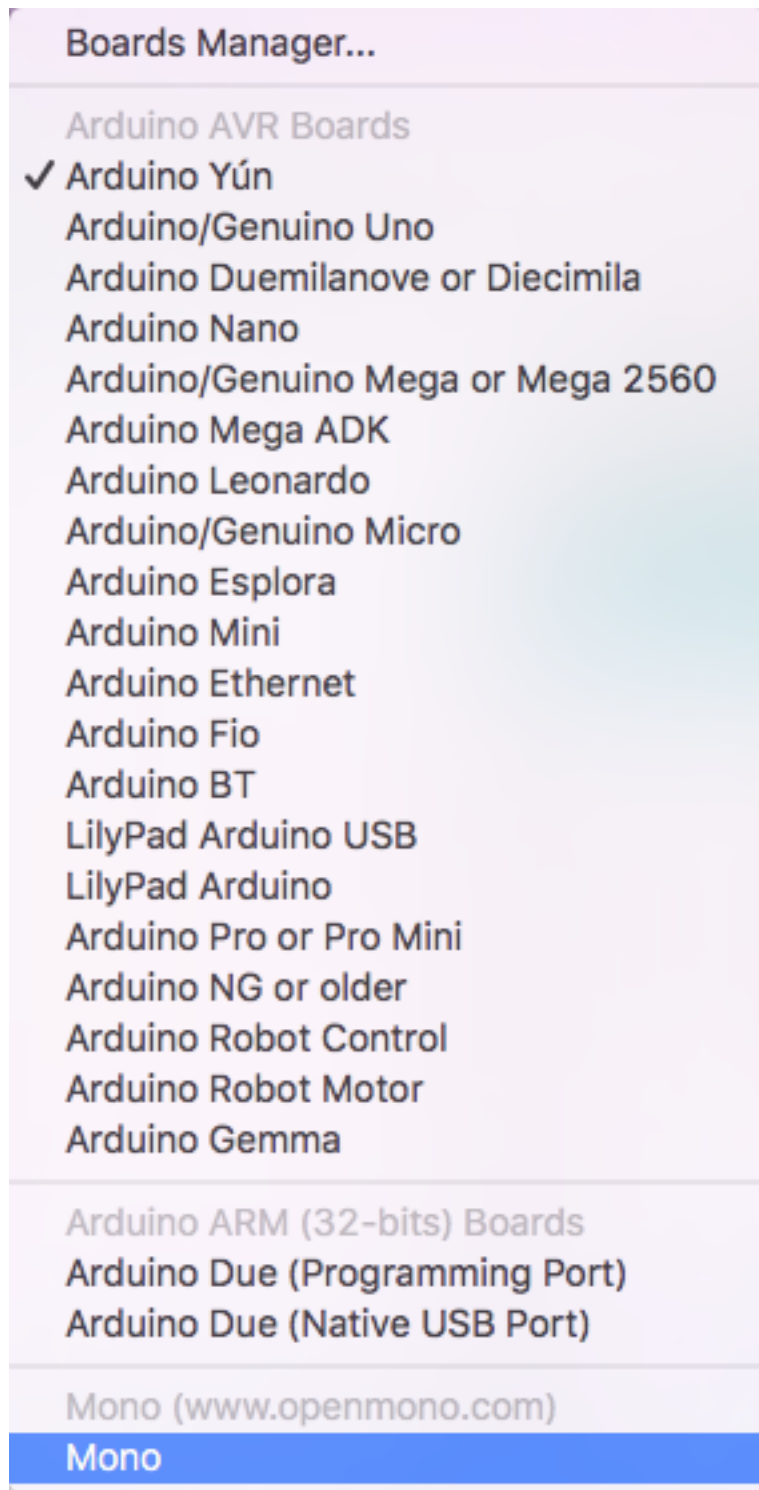 Boards Manager...
Arduino AVR Boards
✓ Arduino Yún
Arduino/Genuino Uno
Arduino Duemilanove or Diecimila
Arduino Nano
Arduino/Genuino Mega or Mega 2560
Arduino Mega ADK
Arduino Leonardo
Arduino/Genuino Micro
Arduino Esplora
Arduino Mini
Arduino Ethernet
Arduino Fio
Arduino BT
LilyPad Arduino USB
LilyPad Arduino
Arduino Pro or Pro Mini
Arduino NG or older
Arduino Robot Control
Arduino Robot Motor
Arduino Gemma
Arduino ARM (32-bits) Boards
Arduino Due (Programming Port)
Arduino Due (Native USB Port)
Mono (www.openmono.com)
Mono